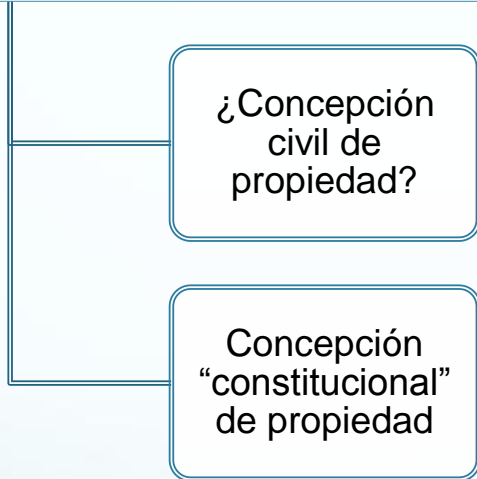 ¿Concepción
civil de
propiedad?
Concepción
“constitucional”
de propiedad